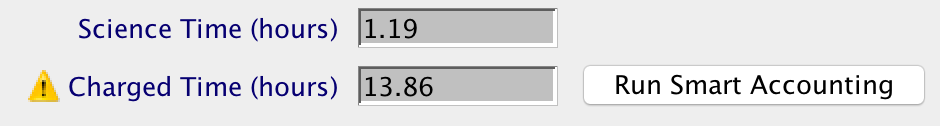 Science Time (hours) 1.19
Charged Time (hours) 13.86 Run Smart Accounting